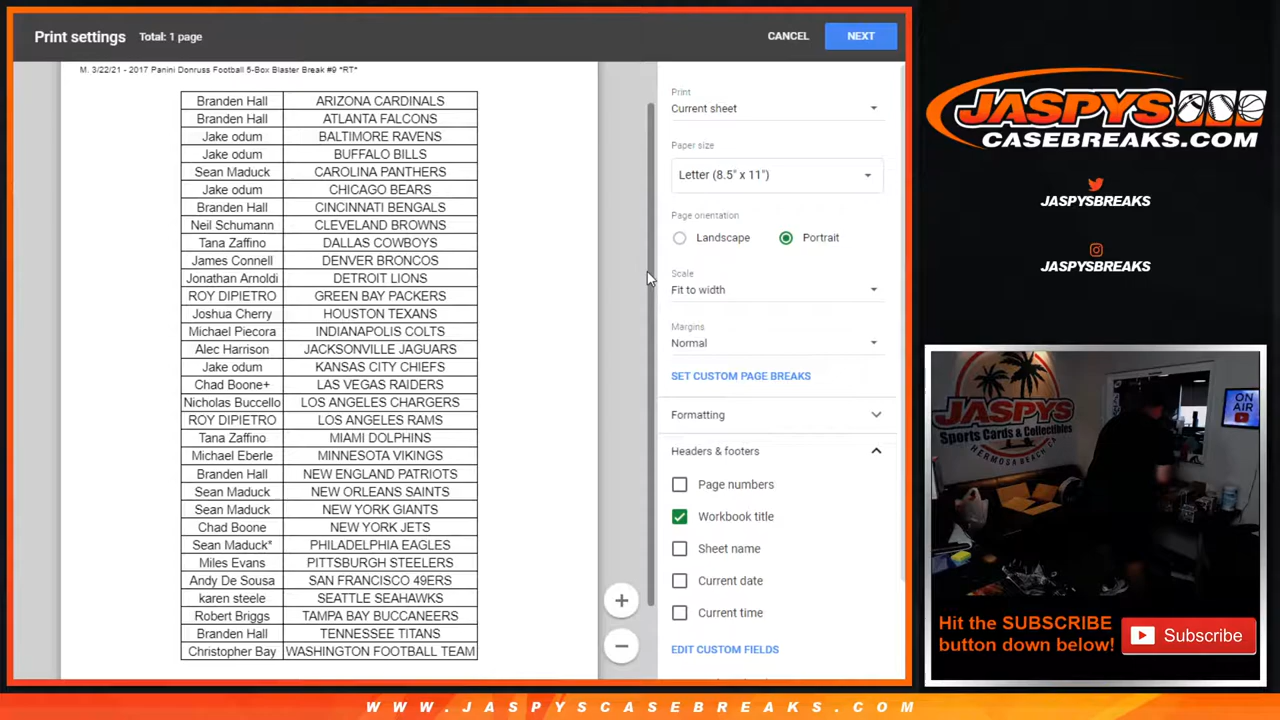 Print settings Total: 1 page CANCEL NEXT
M. 3/22/21 - 2017 Panini Donruss Football 5-Box Blaster Break #9 *RT*
Branden Hall ARIZONA CARDINALS
Branden Hall ATLANTA FALCONS
Jake odum BALTIMORE RAVENS
Jake odum BUFFALO BILLS
Sean Maduck CAROLINA PANTHERS
Jake odum CHICAGO BEARS
Branden Hall CINCINNATI BENGALS
Neil Schumann CLEVELAND BROWNS
Tana Zaffino DALLAS COWBOYS
James Connell DENVER BRONCOS
Jonathan Arnoldi DETROIT LIONS
ROY DIPIETRO GREEN BAY PACKERS
Joshua Cherry HOUSTON TEXANS
Michael Piecora INDIANAPOLIS COLTS
Alec Harrison JACKSONVILLE JAGUARS
Jake odum KANSAS CITY CHIEFS
Chad Boone+ LAS VEGAS RAIDERS
Nicholas Buccello LOS ANGELES CHARGERS
ROY DIPIETRO LOS ANGELES RAMS
Tana Zaffino MIAMI DOLPHINS
Michael Eberle MINNESOTA VIKINGS
Branden Hall NEW ENGLAND PATRIOTS
Sean Maduck NEW ORLEANS SAINTS
Sean Maduck NEW YORK GIANTS
Chad Boone NEW YORK JETS
Sean Maduck* PHILADELPHIA EAGLES
Miles Evans PITTSBURGH STEELERS
Andy De Sousa SAN FRANCISCO 49ERS
karen steele SEATTLE SEAHAWKS
Robert Briggs TAMPA BAY BUCCANEERS
Branden Hall TENNESSEE TITANS
Christopher Bay WASHINGTON FOOTBALL TEAM
Print
Current sheet
Paper size
Letter (8.5" x 11")
Page orientation
Landscape Portrait
Scale
Fit to width
Margins
Normal
SET CUSTOM PAGE BREAKS
Formatting
Headers & footers
Page numbers
Workbook title
Sheet name
Current date
Current time
EDIT CUSTOM FIELDS
JASPYS
CASEBREAKS.COM
JASPYSBREAKS
JASPYSBREAKS
JASPYS
Sports Cards & Collectibles
HERMOSA BEACH, CA
ON
AIR
Hit the SUBSCRIBE
button down below!
Subscribe
WWW.JASPYSCASEBREAKS.COM